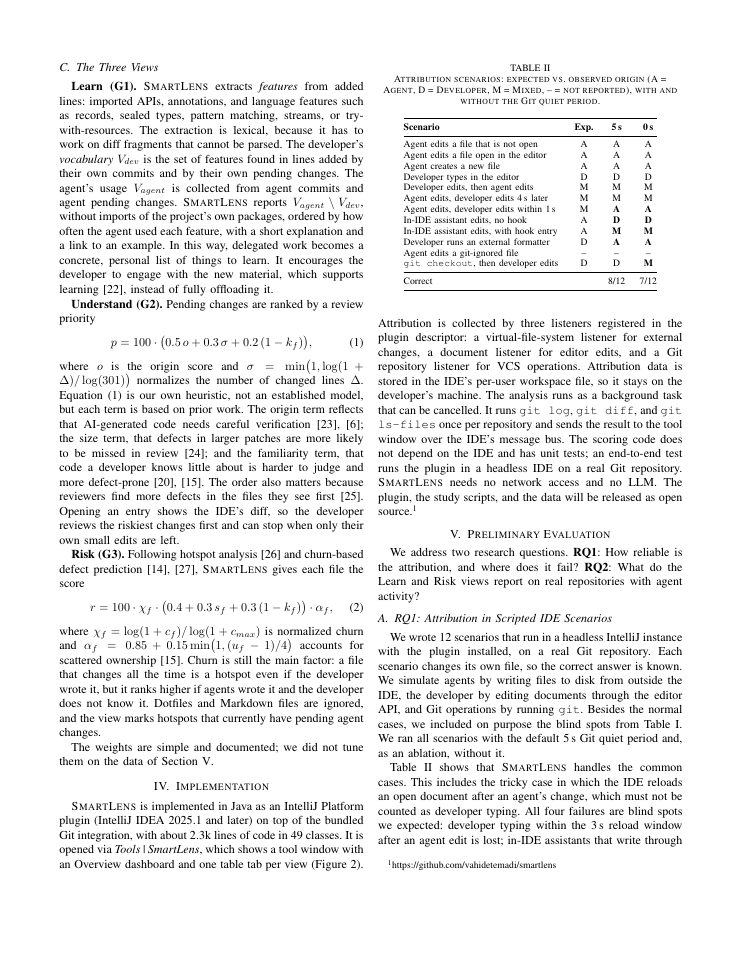 C. The Three Views
Learn (G1). SMARTLENS extracts features from added
lines: imported APIs, annotations, and language features such
as records, sealed types, pattern matching, streams, or try-
with-resources. The extraction is lexical, because it has to
work on diff fragments that cannot be parsed. The developer's
vocabulary V_dev is the set of features found in lines added by
their own commits and by their own pending changes. The
agent's usage V_agent is collected from agent commits and
agent pending changes. SMARTLENS reports V_agent \ V_dev,
without imports of the project's own packages, ordered by how
often the agent used each feature, with a short explanation and
a link to an example. In this way, delegated work becomes a
concrete, personal list of things to learn. It encourages the
developer to engage with the new material, which supports
learning [22], instead of fully offloading it.
Understand (G2). Pending changes are ranked by a review
priority
p = 100 · (0.5 o + 0.3 σ + 0.2 (1 − k_f)), (1)
where o is the origin score and σ = min(1, log(1 +
Δ)/ log(301)) normalizes the number of changed lines Δ.
Equation (1) is our own heuristic, not an established model,
but each term is based on prior work. The origin term reflects
that AI-generated code needs careful verification [23], [6];
the size term, that defects in larger patches are more likely
to be missed in review [24]; and the familiarity term, that
code a developer knows little about is harder to judge and
more defect-prone [20], [15]. The order also matters because
reviewers find more defects in the files they see first [25].
Opening an entry shows the IDE's diff, so the developer
reviews the riskiest changes first and can stop when only their
own small edits are left.
Risk (G3). Following hotspot analysis [26] and churn-based
defect prediction [14], [27], SMARTLENS gives each file the
score
r = 100 · χ_f · (0.4 + 0.3 s_f + 0.3 (1 − k_f)) · α_f, (2)
where χ_f = log(1 + c_f)/ log(1 + c_max) is normalized churn
and α_f = 0.85 + 0.15 min(1, (u_f − 1)/4) accounts for
scattered ownership [15]. Churn is still the main factor: a file
that changes all the time is a hotspot even if the developer
wrote it, but it ranks higher if agents wrote it and the developer
does not know it. Dotfiles and Markdown files are ignored,
and the view marks hotspots that currently have pending agent
changes.
The weights are simple and documented; we did not tune
them on the data of Section V.
IV. IMPLEMENTATION
SMARTLENS is implemented in Java as an IntelliJ Platform
plugin (IntelliJ IDEA 2025.1 and later) on top of the bundled
Git integration, with about 2.3k lines of code in 49 classes. It is
opened via Tools | SmartLens, which shows a tool window with
an Overview dashboard and one table tab per view (Figure 2).
TABLE II
ATTRIBUTION SCENARIOS: EXPECTED VS. OBSERVED ORIGIN (A =
AGENT, D = DEVELOPER, M = MIXED, – = NOT REPORTED), WITH AND
WITHOUT THE GIT QUIET PERIOD.
Scenario Exp. 5 s 0 s
Agent edits a file that is not open A A A
Agent edits a file open in the editor A A A
Agent creates a new file A A A
Developer types in the editor D D D
Developer edits, then agent edits M M M
Agent edits, developer edits 4 s later M M M
Agent edits, developer edits within 1 s M A A
In-IDE assistant edits, no hook A D D
In-IDE assistant edits, with hook entry A M M
Developer runs an external formatter D A A
Agent edits a git-ignored file – – –
git checkout, then developer edits D D M
Correct 8/12 7/12
Attribution is collected by three listeners registered in the
plugin descriptor: a virtual-file-system listener for external
changes, a document listener for editor edits, and a Git
repository listener for VCS operations. Attribution data is
stored in the IDE's per-user workspace file, so it stays on the
developer's machine. The analysis runs as a background task
that can be cancelled. It runs git log, git diff, and git
ls-files once per repository and sends the result to the tool
window over the IDE's message bus. The scoring code does
not depend on the IDE and has unit tests; an end-to-end test
runs the plugin in a headless IDE on a real Git repository.
SMARTLENS needs no network access and no LLM. The
plugin, the study scripts, and the data will be released as open
source.1
V. PRELIMINARY EVALUATION
We address two research questions. RQ1: How reliable is
the attribution, and where does it fail? RQ2: What do the
Learn and Risk views report on real repositories with agent
activity?
A. RQ1: Attribution in Scripted IDE Scenarios
We wrote 12 scenarios that run in a headless IntelliJ instance
with the plugin installed, on a real Git repository. Each
scenario changes its own file, so the correct answer is known.
We simulate agents by writing files to disk from outside the
IDE, the developer by editing documents through the editor
API, and Git operations by running git. Besides the normal
cases, we included on purpose the blind spots from Table I.
We ran all scenarios with the default 5 s Git quiet period and,
as an ablation, without it.
Table II shows that SMARTLENS handles the common
cases. This includes the tricky case in which the IDE reloads
an open document after an agent's change, which must not be
counted as developer typing. All four failures are blind spots
we expected: developer typing within the 3 s reload window
after an agent edit is lost; in-IDE assistants that write through
1https://github.com/vahidetemadi/smartlens